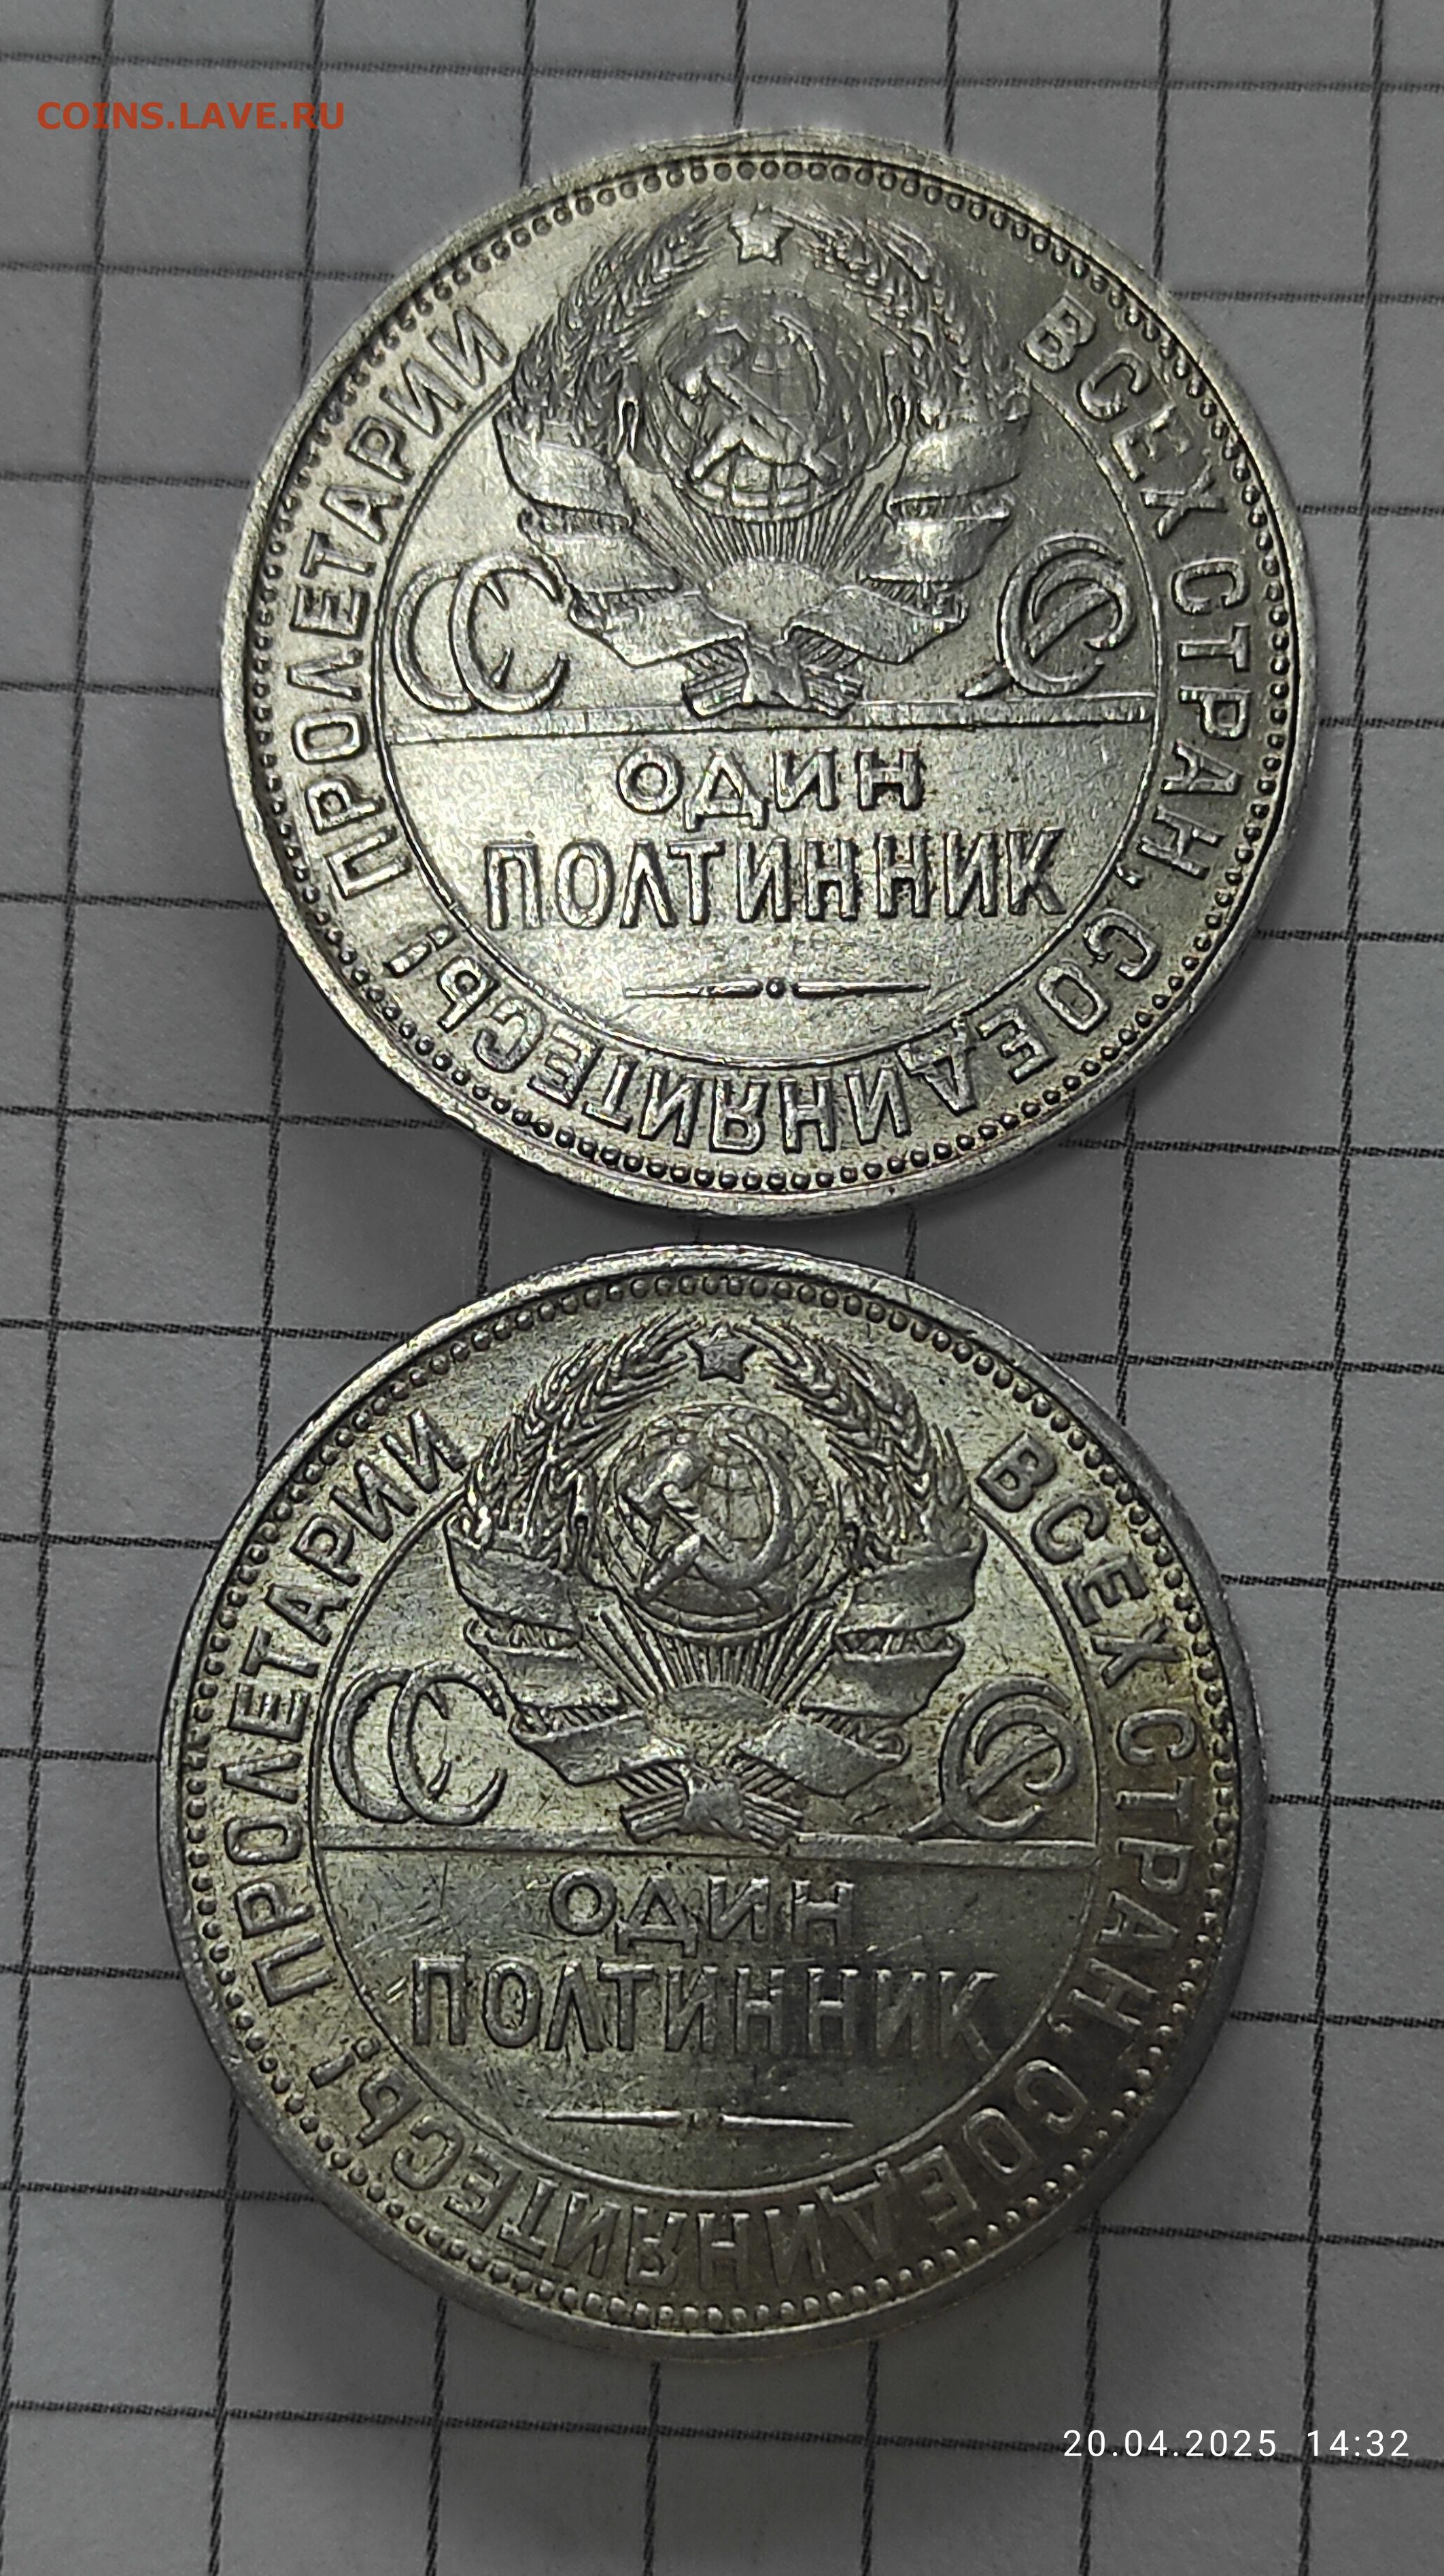 COINS.LAVE.RU
ПРОЛЕТАРИИ ВСЕХ СТРАН, СОЕДИНЯЙТЕСЬ!
СССР
ОДИН
ПОЛТИННИК
ПРОЛЕТАРИИ ВСЕХ СТРАН, СОЕДИНЯЙТЕСЬ!
СССР
ОДИН
ПОЛТИННИК
20.04.2025 14:32